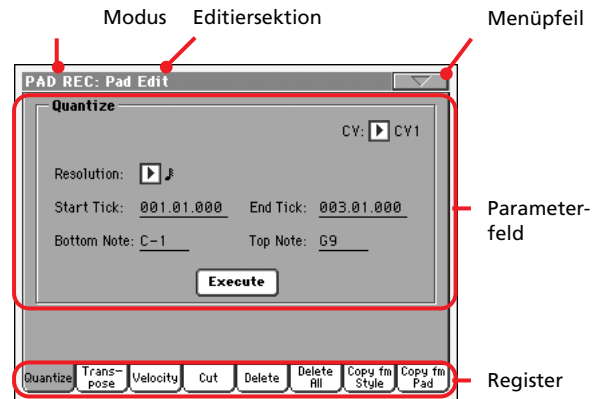 Modus Editiersektion Menüpfeil
PAD REC: Pad Edit
Quantize
CV: CV1
Resolution:
Start Tick: 001.01.000 End Tick: 003.01.000
Parameter-
feld
Bottom Note: C-1 Top Note: G9
Execute
Quantize Trans-
pose Velocity Cut Delete Delete
All Copy fm
Style Copy fm
Pad
Register